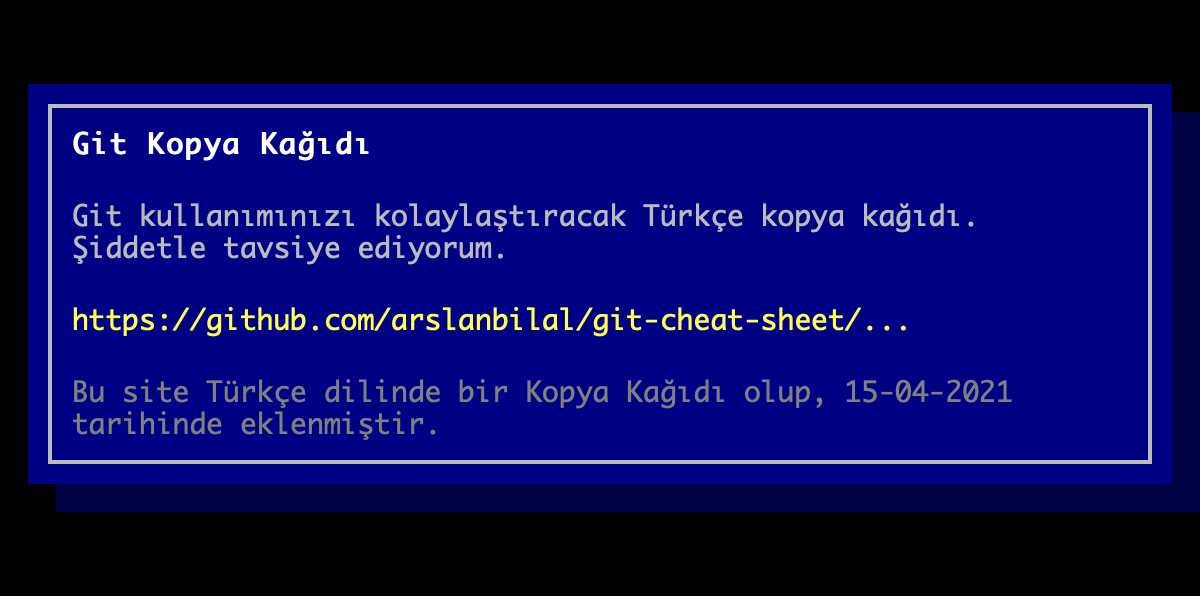 Git Kopya Kağıdı
Git kullanımınızı kolaylaştıracak Türkçe kopya kağıdı.
Şiddetle tavsiye ediyorum.
https://github.com/arslanbilal/git-cheat-sheet/...
Bu site Türkçe dilinde bir Kopya Kağıdı olup, 15-04-2021
tarihinde eklenmiştir.